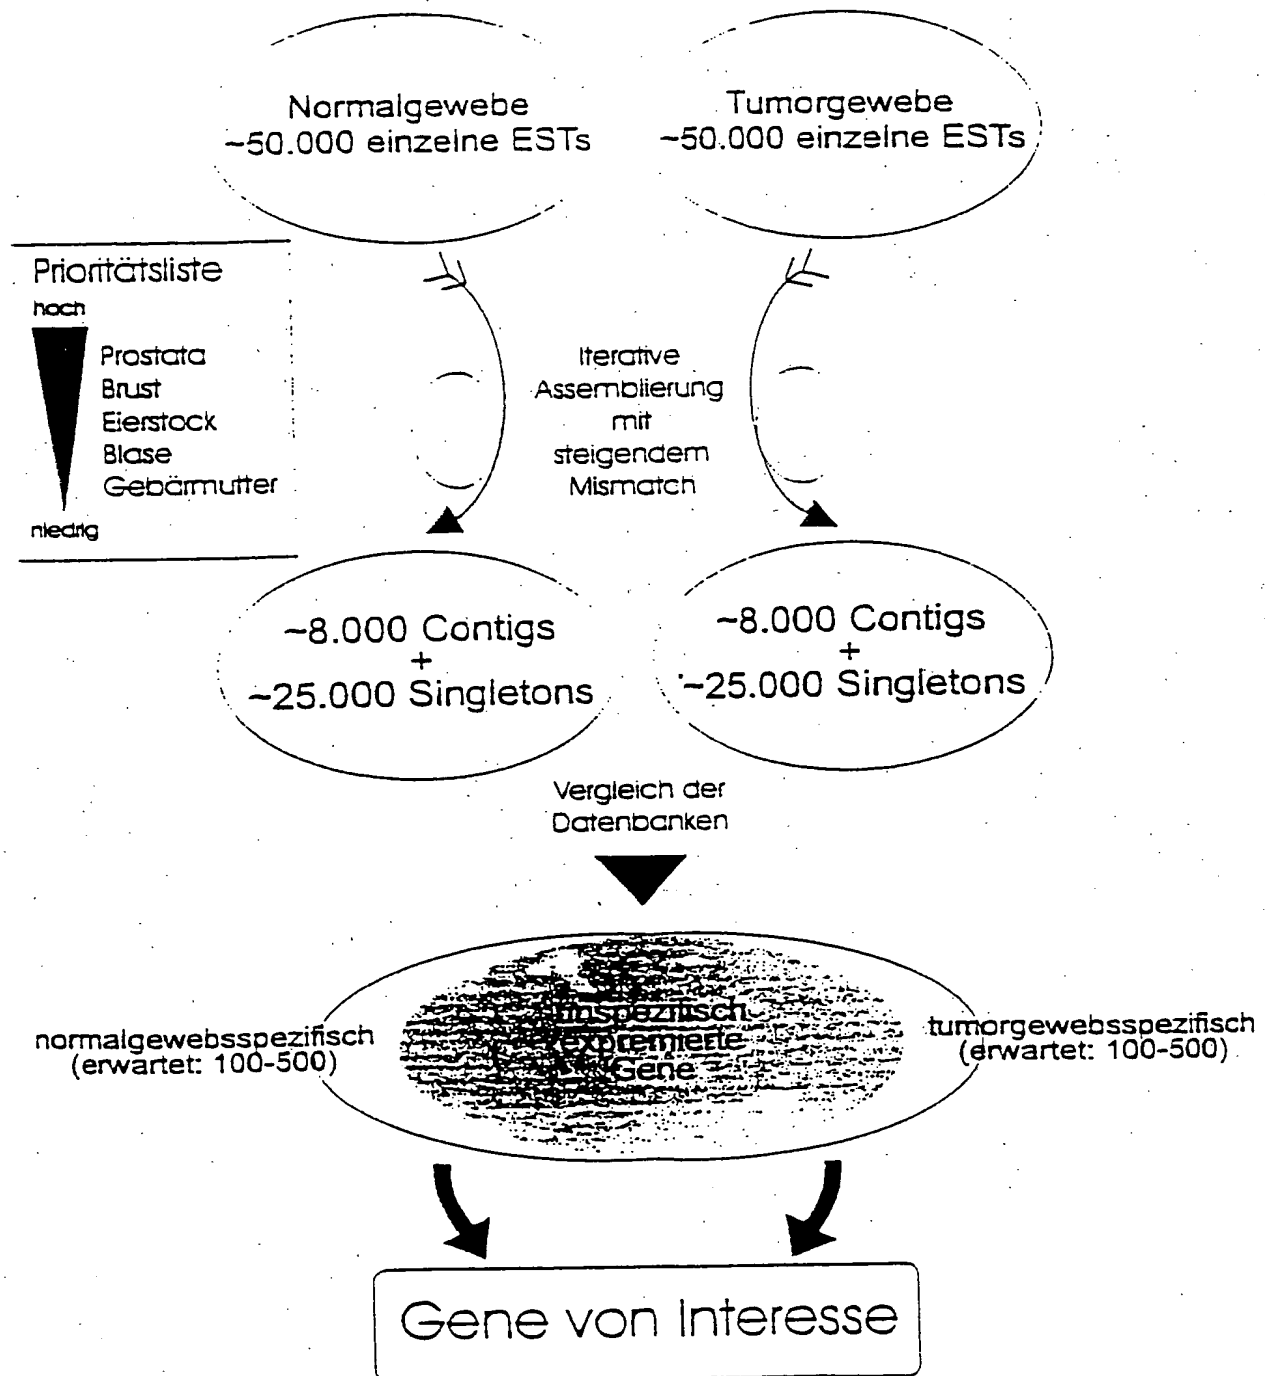 Normalgewebe
~50.000 einzelne ESTs
Tumorgewebe
~50.000 einzelne ESTs
Prioritätsliste
hoch
Prostata
Brust
Eierstock
Blase
Gebärmutter
niedrig
Iterative
Assemblierung
mit
steigendem
Mismatch
~8.000 Contigs
+
~25.000 Singletons
~8.000 Contigs
+
~25.000 Singletons
Vergleich der
Datenbanken
normalgewebsspezifisch
(erwartet: 100-500)
unspezifisch
expremierte
Gene
tumorgewebsspezifisch
(erwartet: 100-500)
Gene von Interesse